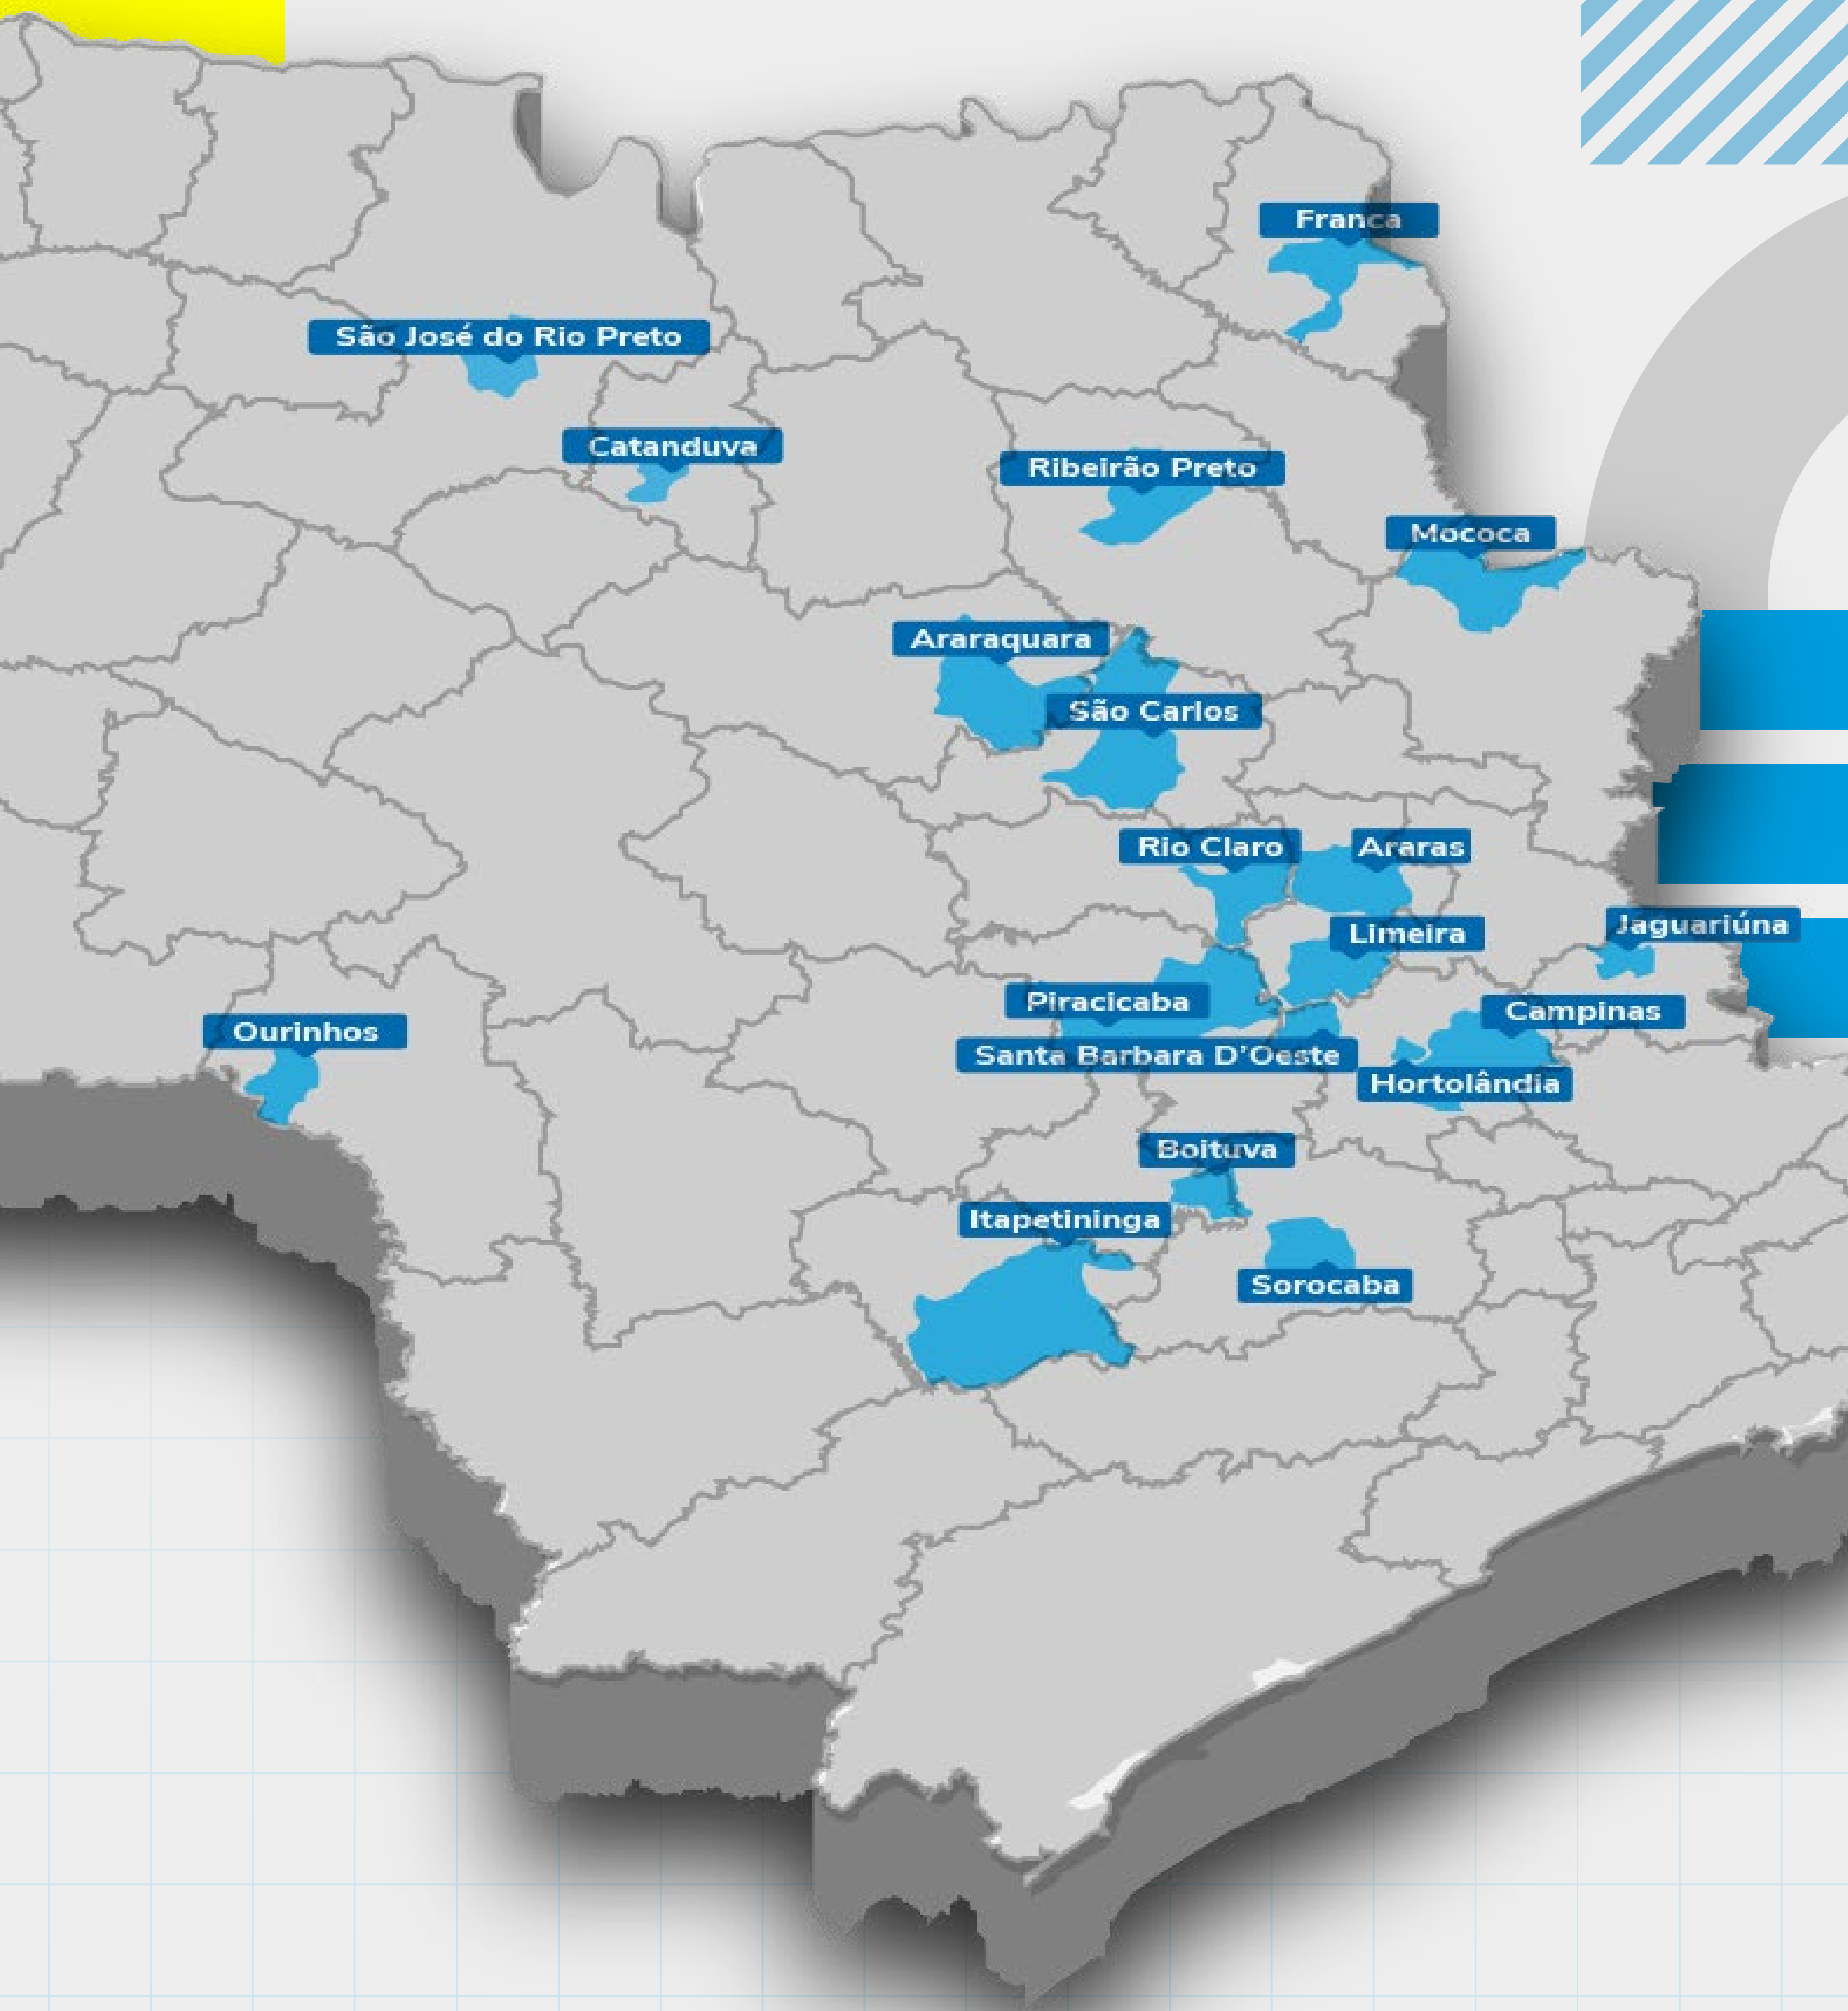 Franca
São José do Rio Preto
Catanduva
Ribeirão Preto
Mococa
Araraquara
São Carlos
Rio Claro
Araras
Jaguariúna
Limeira
Piracicaba
Campinas
Ourinhos
Santa Barbara D’Oeste
Hortolândia
Boituva
Itapetininga
Sorocaba